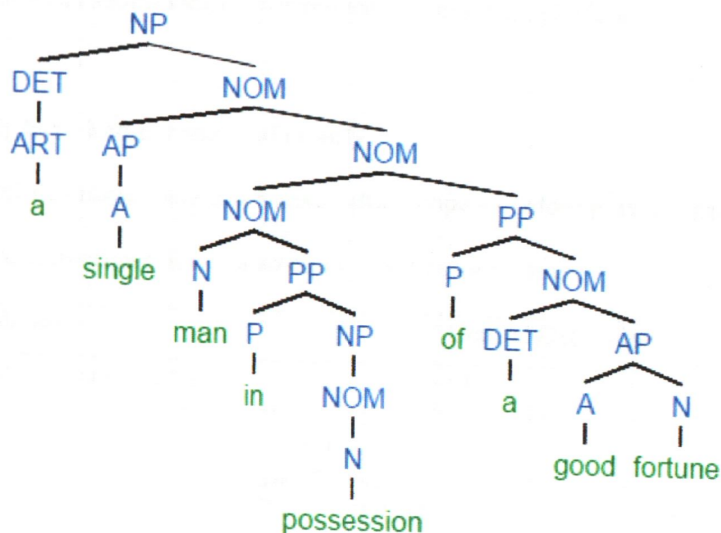 NP
DET NOM
ART AP NOM
a A NOM PP
single N PP P NOM
man P NP of DET AP
in NOM a A N
N good fortune
possession